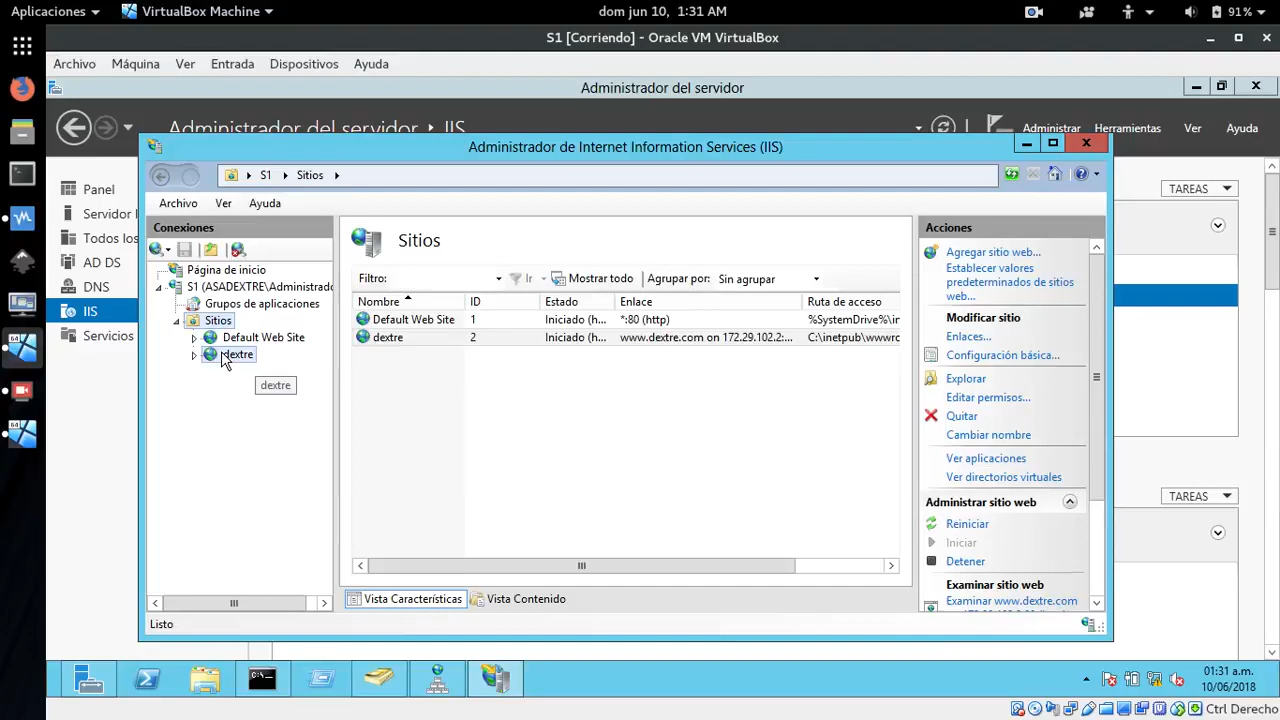 Aplicaciones
VirtualBox Machine
dom jun 10, 1:31 AM
91%
S1 [Corriendo] - Oracle VM VirtualBox
Archivo Máquina Ver Entrada Dispositivos Ayuda
Administrador del servidor
Administrador del servidor IIS
Administrar Herramientas Ver Ayuda
Panel
Servidor
Todos los
AD DS
DNS
IIS
Servicios
TAREAS
TAREAS
Administrador de Internet Information Services (IIS)
S1 Sitios
Archivo Ver Ayuda
Conexiones
Página de inicio
S1 (ASADEXTRE\Administrado
Grupos de aplicaciones
Sitios
Default Web Site
dextre
dextre
Sitios
Filtro: Ir Mostrar todo Agrupar por: Sin agrupar
Nombre ID Estado Enlace Ruta de acceso
Default Web Site 1 Iniciado (h... *:80 (http) %SystemDrive%\in
dextre 2 Iniciado (h... www.dextre.com on 172.29.102.2:... C:\inetpub\wwwro
Vista Características Vista Contenido
Acciones
Agregar sitio web...
Establecer valores
predeterminados de sitios
web...
Modificar sitio
Enlaces...
Configuración básica...
Explorar
Editar permisos...
Quitar
Cambiar nombre
Ver aplicaciones
Ver directorios virtuales
Administrar sitio web
Reiniciar
Iniciar
Detener
Examinar sitio web
Examinar www.dextre.com
Listo
01:31 a.m.
10/06/2018
Ctrl Derecho